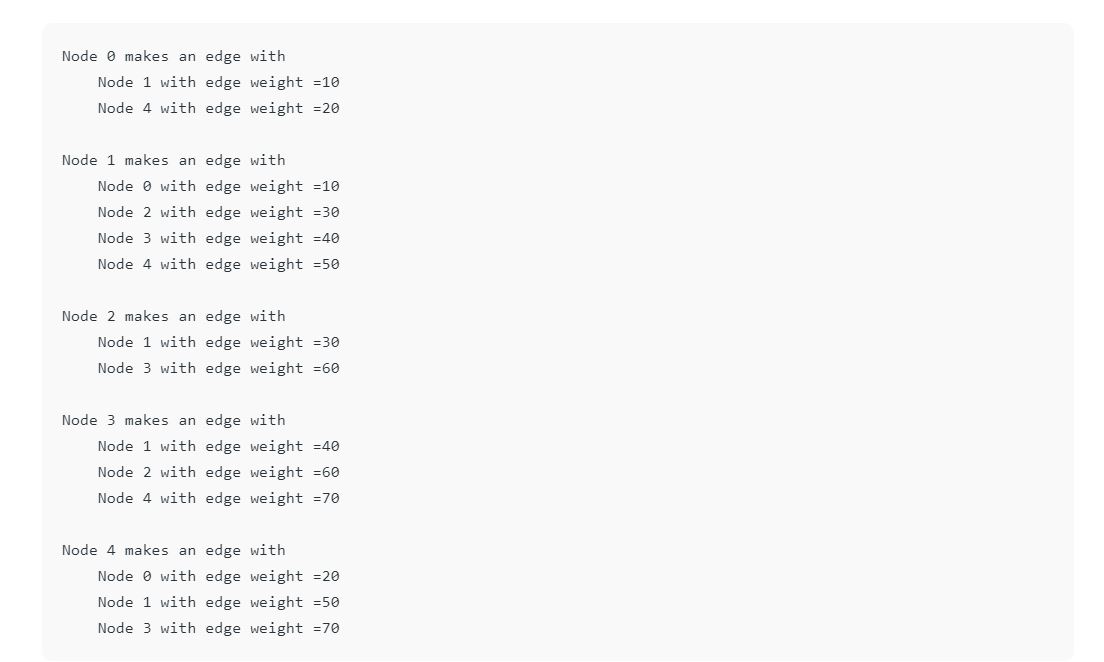 Node 0 makes an edge with
Node 1 with edge weight =10
Node 4 with edge weight =20
Node 1 makes an edge with
Node 0 with edge weight =10
Node 2 with edge weight =30
Node 3 with edge weight =40
Node 4 with edge weight =50
Node 2 makes an edge with
Node 1 with edge weight =30
Node 3 with edge weight =60
Node 3 makes an edge with
Node 1 with edge weight =40
Node 2 with edge weight =60
Node 4 with edge weight =70
Node 4 makes an edge with
Node 0 with edge weight =20
Node 1 with edge weight =50
Node 3 with edge weight =70